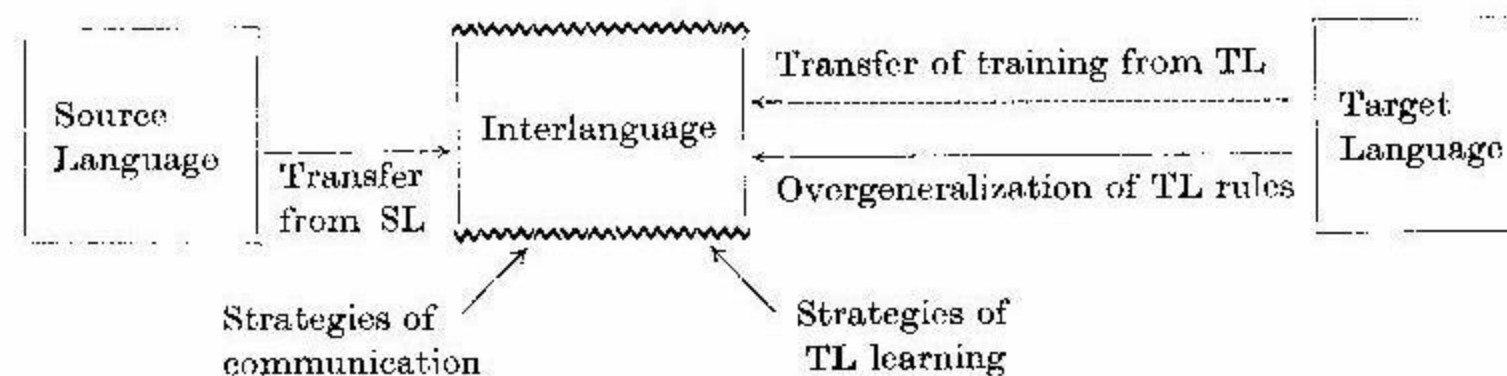 Source
Language
Transfer
from SL
Interlanguage
Transfer of training from TL
Overgeneralization of TL rules
Target
Language
Strategies of
communication
Strategies of
TL learning